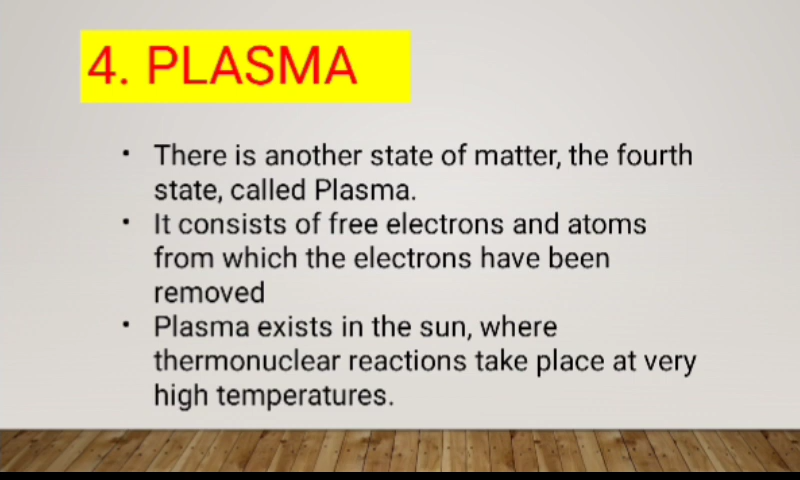 4. PLASMA
• There is another state of matter, the fourth
state, called Plasma.
• It consists of free electrons and atoms
from which the electrons have been
removed
• Plasma exists in the sun, where
thermonuclear reactions take place at very
high temperatures.